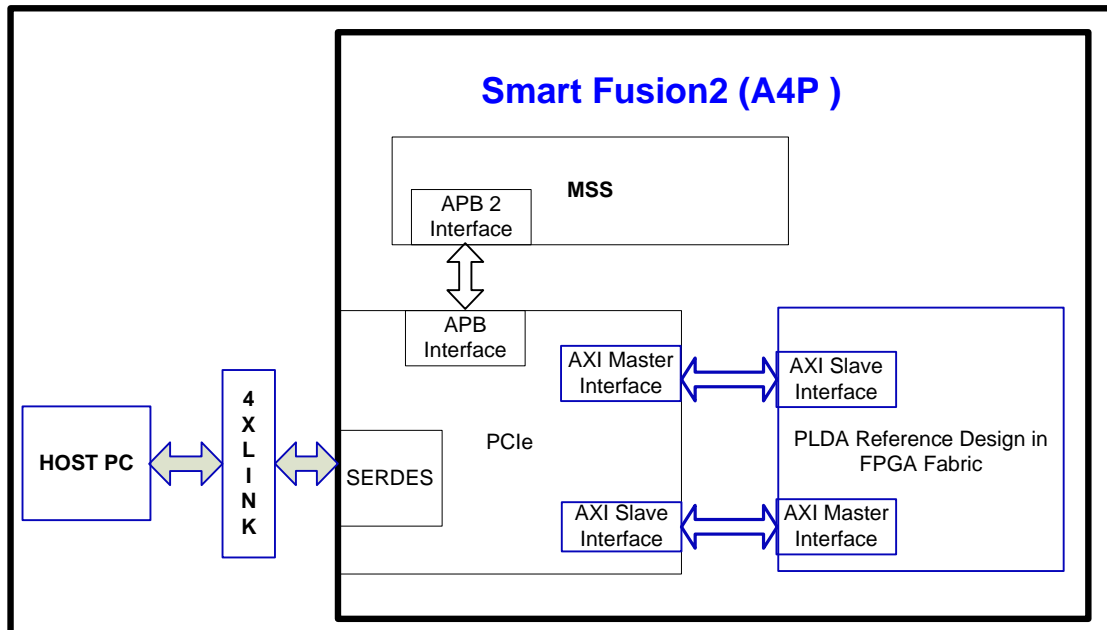 Smart Fusion2 (A4P )
MSS
APB 2
Interface
APB
Interface
AXI Master
Interface
AXI Slave
Interface
4
X
L
I
N
K
HOST PC
SERDES
PCIe
PLDA Reference Design in
FPGA Fabric
AXI Slave
Interface
AXI Master
Interface